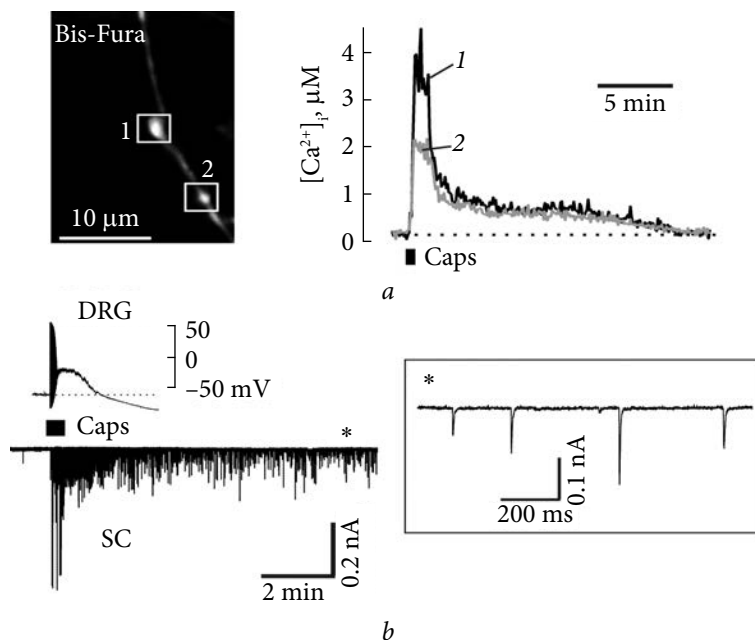 Bis-Fura
1
2
10 μm
[Ca²⁺]ᵢ, μM
4
3
2
1
0
1
2
5 min
Caps
a
DRG
50
0
–50 mV
Caps
*
SC
2 min
0.2 nA
*
200 ms
0.1 nA
b